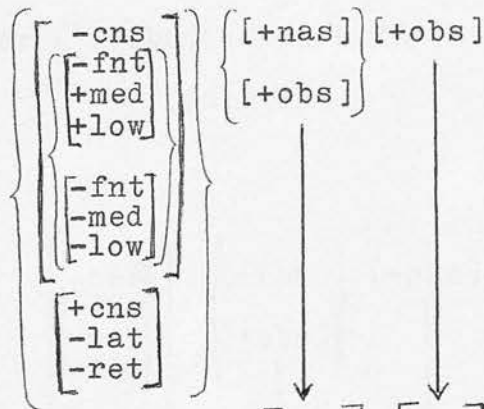 -cns [+nas] [+obs]
-fnt
+med [+obs]
+low
-fnt
-med
-low
+cns
-lat
-ret